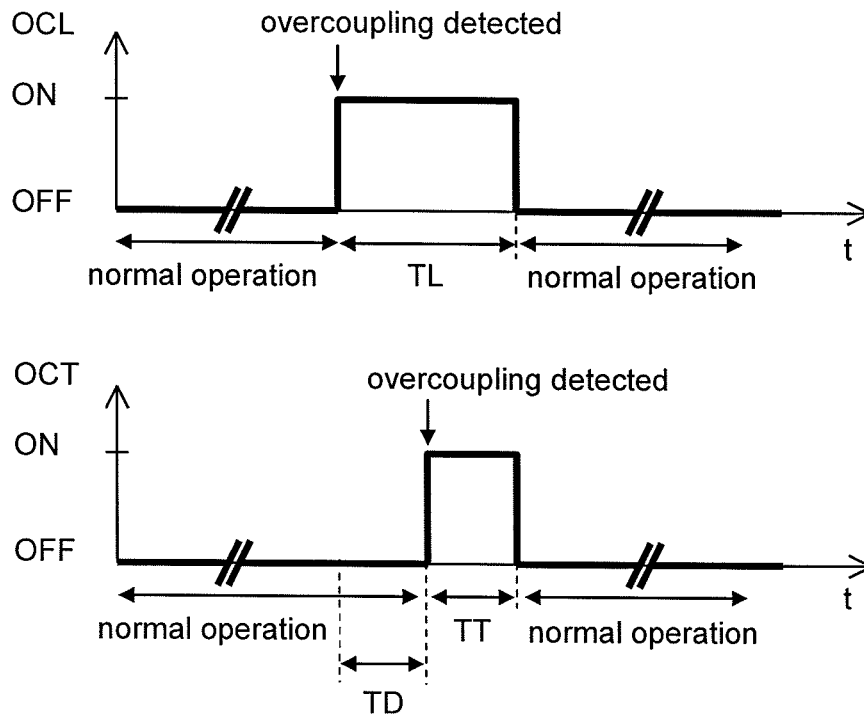 OCL
overcoupling detected
ON
OFF
t
normal operation
TL
normal operation
OCT
overcoupling detected
ON
OFF
t
normal operation
TT
normal operation
TD